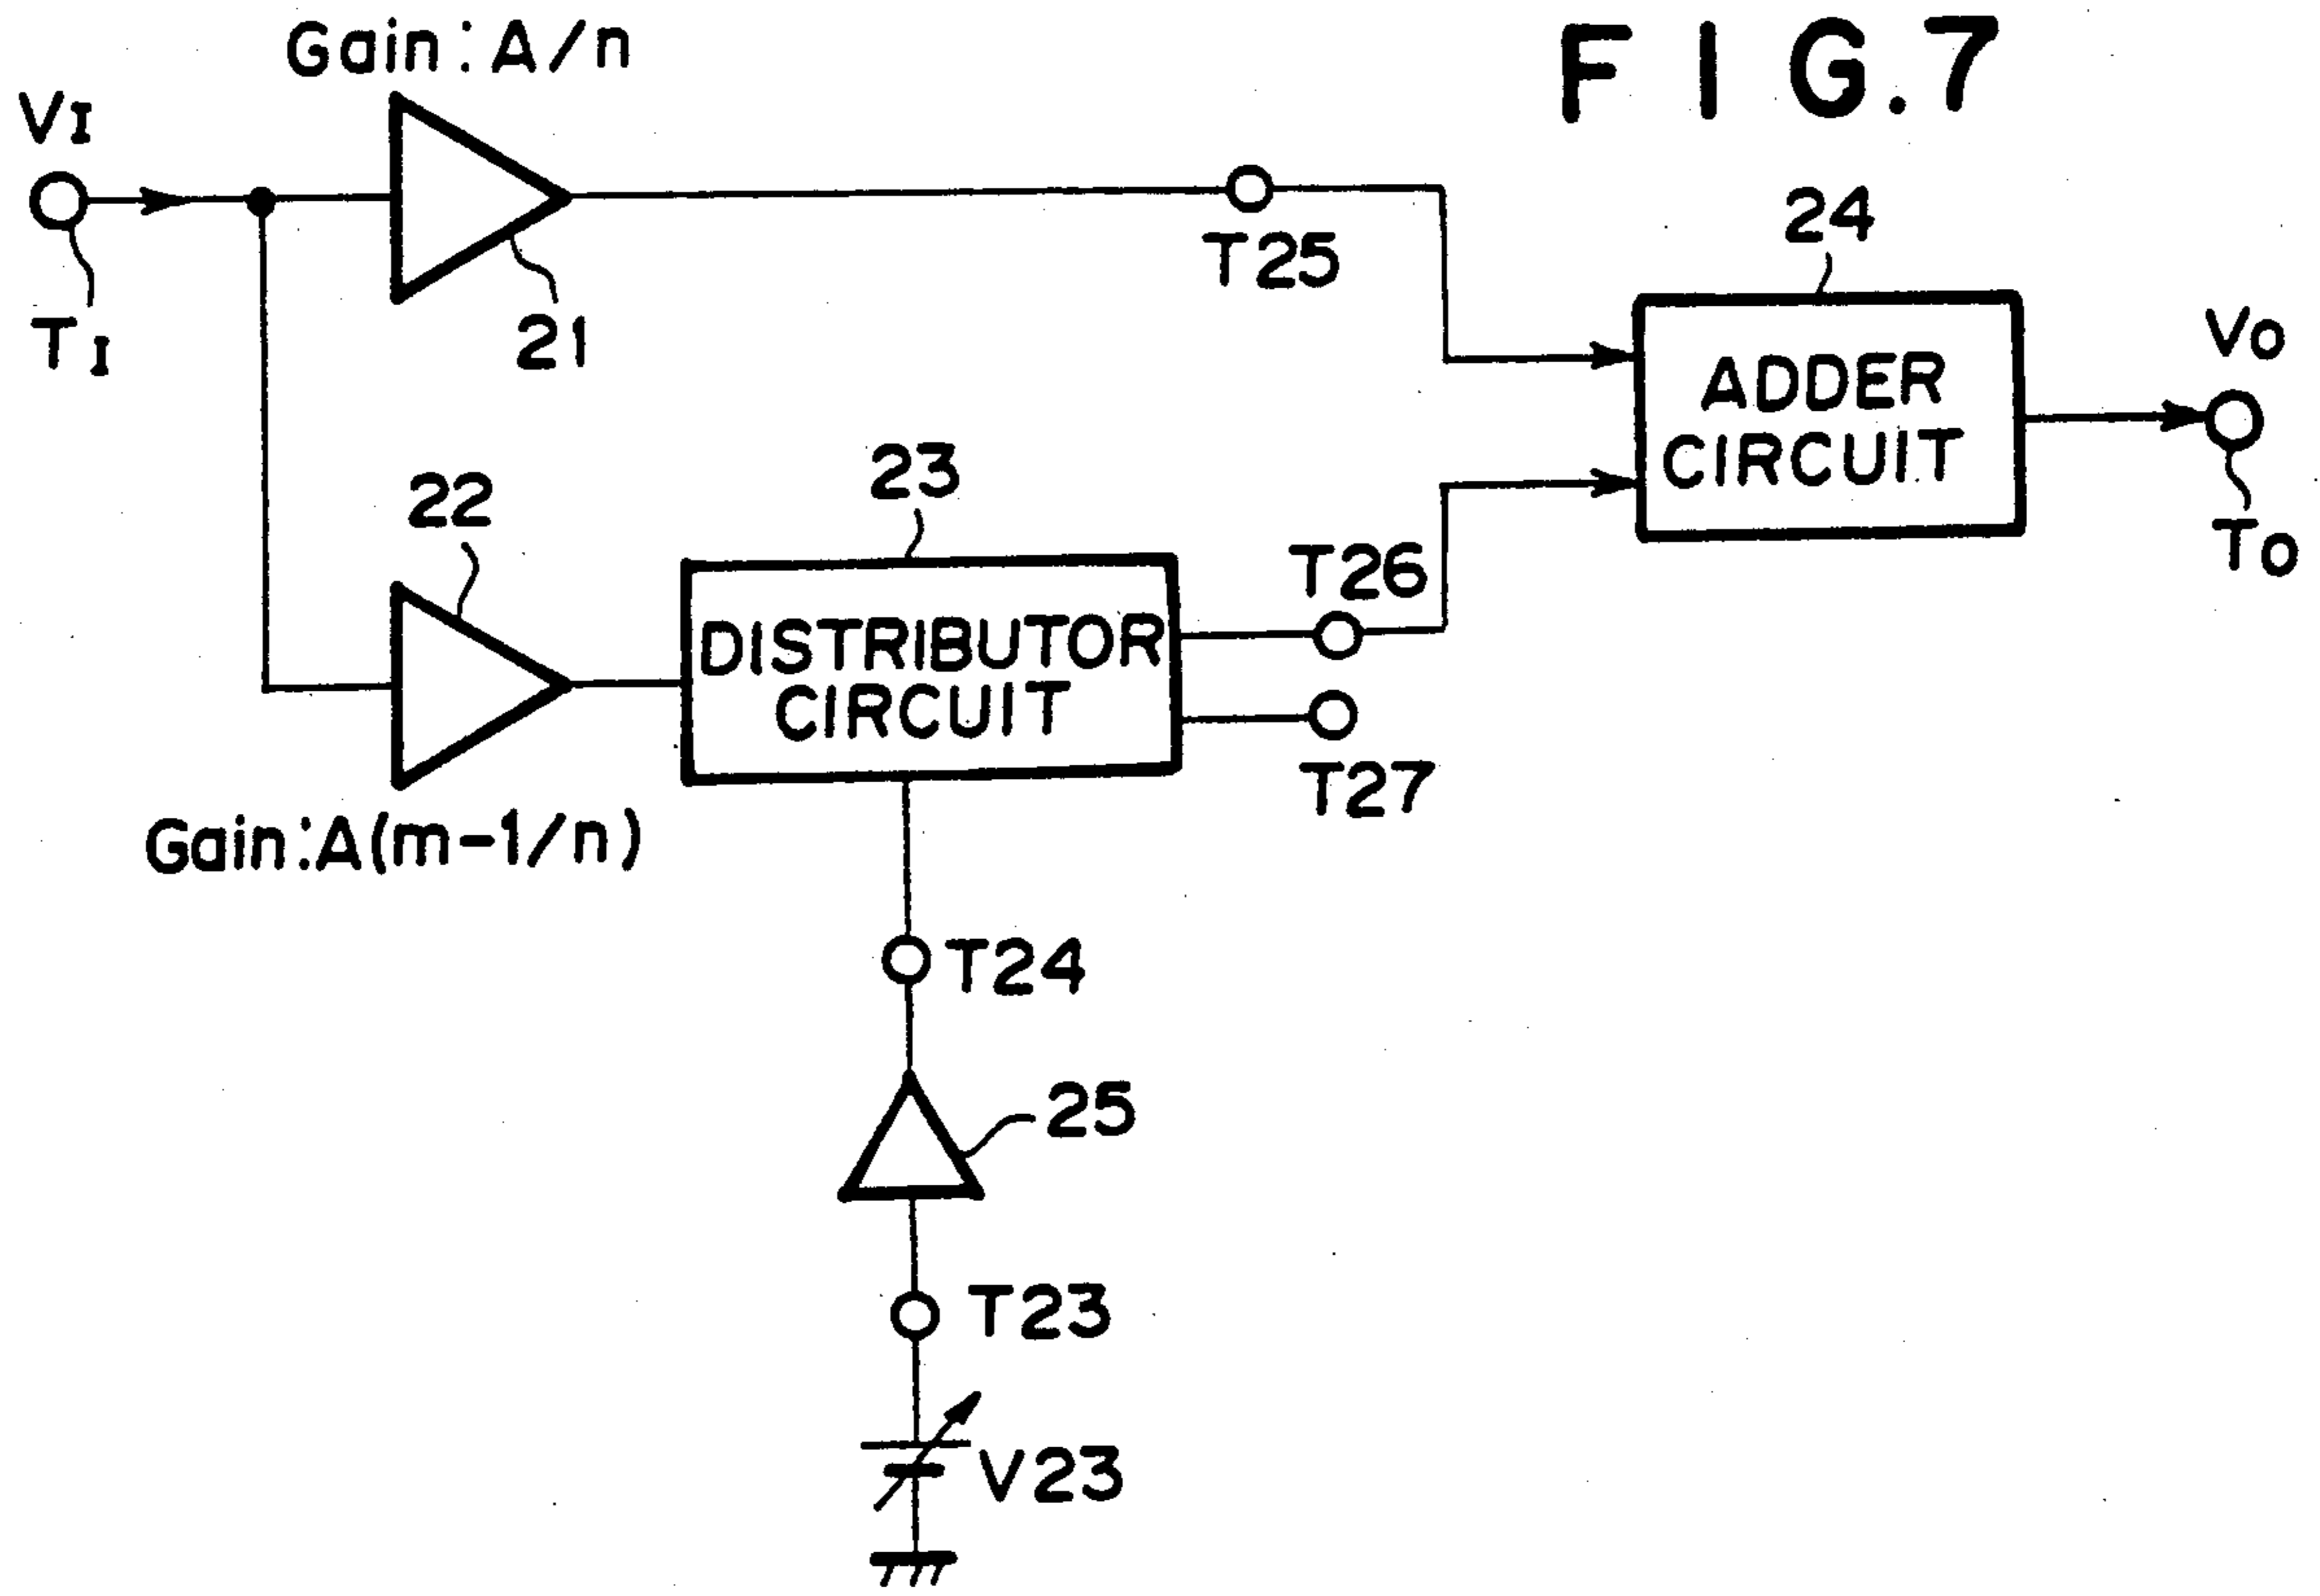 Gain:A/n
FIG.7
VI
TI
21
T25
24
ADDER
CIRCUIT
VO
TO
22
23
DISTRIBUTOR
CIRCUIT
T26
T27
Gain:A(m-1/n)
T24
25
T23
V23